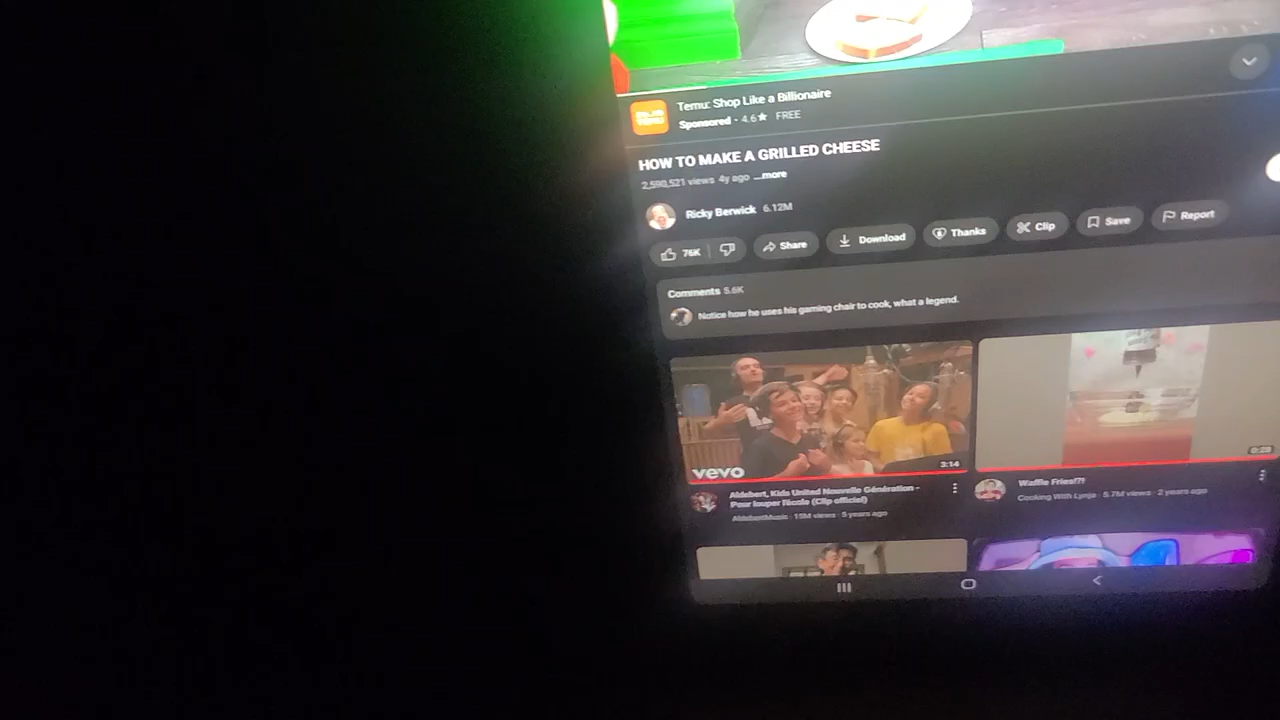 Temu: Shop Like a Billionaire
Sponsored · 4.6★ FREE
HOW TO MAKE A GRILLED CHEESE
2,590,521 views 4y ago ...more
Ricky Berwick 6.12M
76K Share Download Thanks Clip Save Report
Comments 5.6K
Notice how he uses his gaming chair to cook, what a legend.
vevo 3:14
0:28
Aldebert, Kids United Nouvelle Génération -
Pour louper l'école (Clip officiel)
AldebertMusic · 15M views · 5 years ago
Waffle Fries!?!
Cooking With Lynja · 5.7M views · 2 years ago